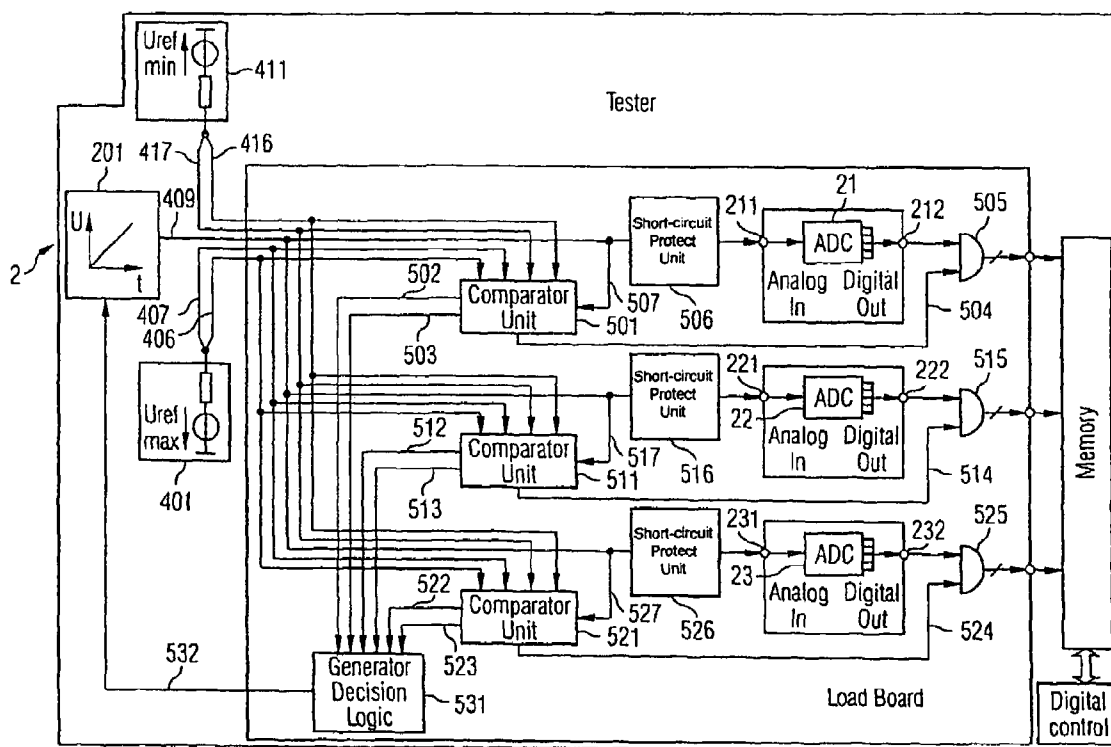 Uref
min
411
Tester
417
416
201
409
U
t
2
407
406
Uref
max
401
502
503
Comparator
Unit
501
507
Short-circuit
Protect
Unit
506
211
21
ADC
212
Analog
In
Digital
Out
505
504
512
513
Comparator
Unit
511
517
Short-circuit
Protect
Unit
516
221
ADC
22
222
Analog
In
Digital
Out
515
514
522
523
Comparator
Unit
521
527
Short-circuit
Protect
Unit
526
231
ADC
23
232
Analog
In
Digital
Out
525
524
532
Generator
Decision
Logic
531
Load Board
Memory
Digital
control